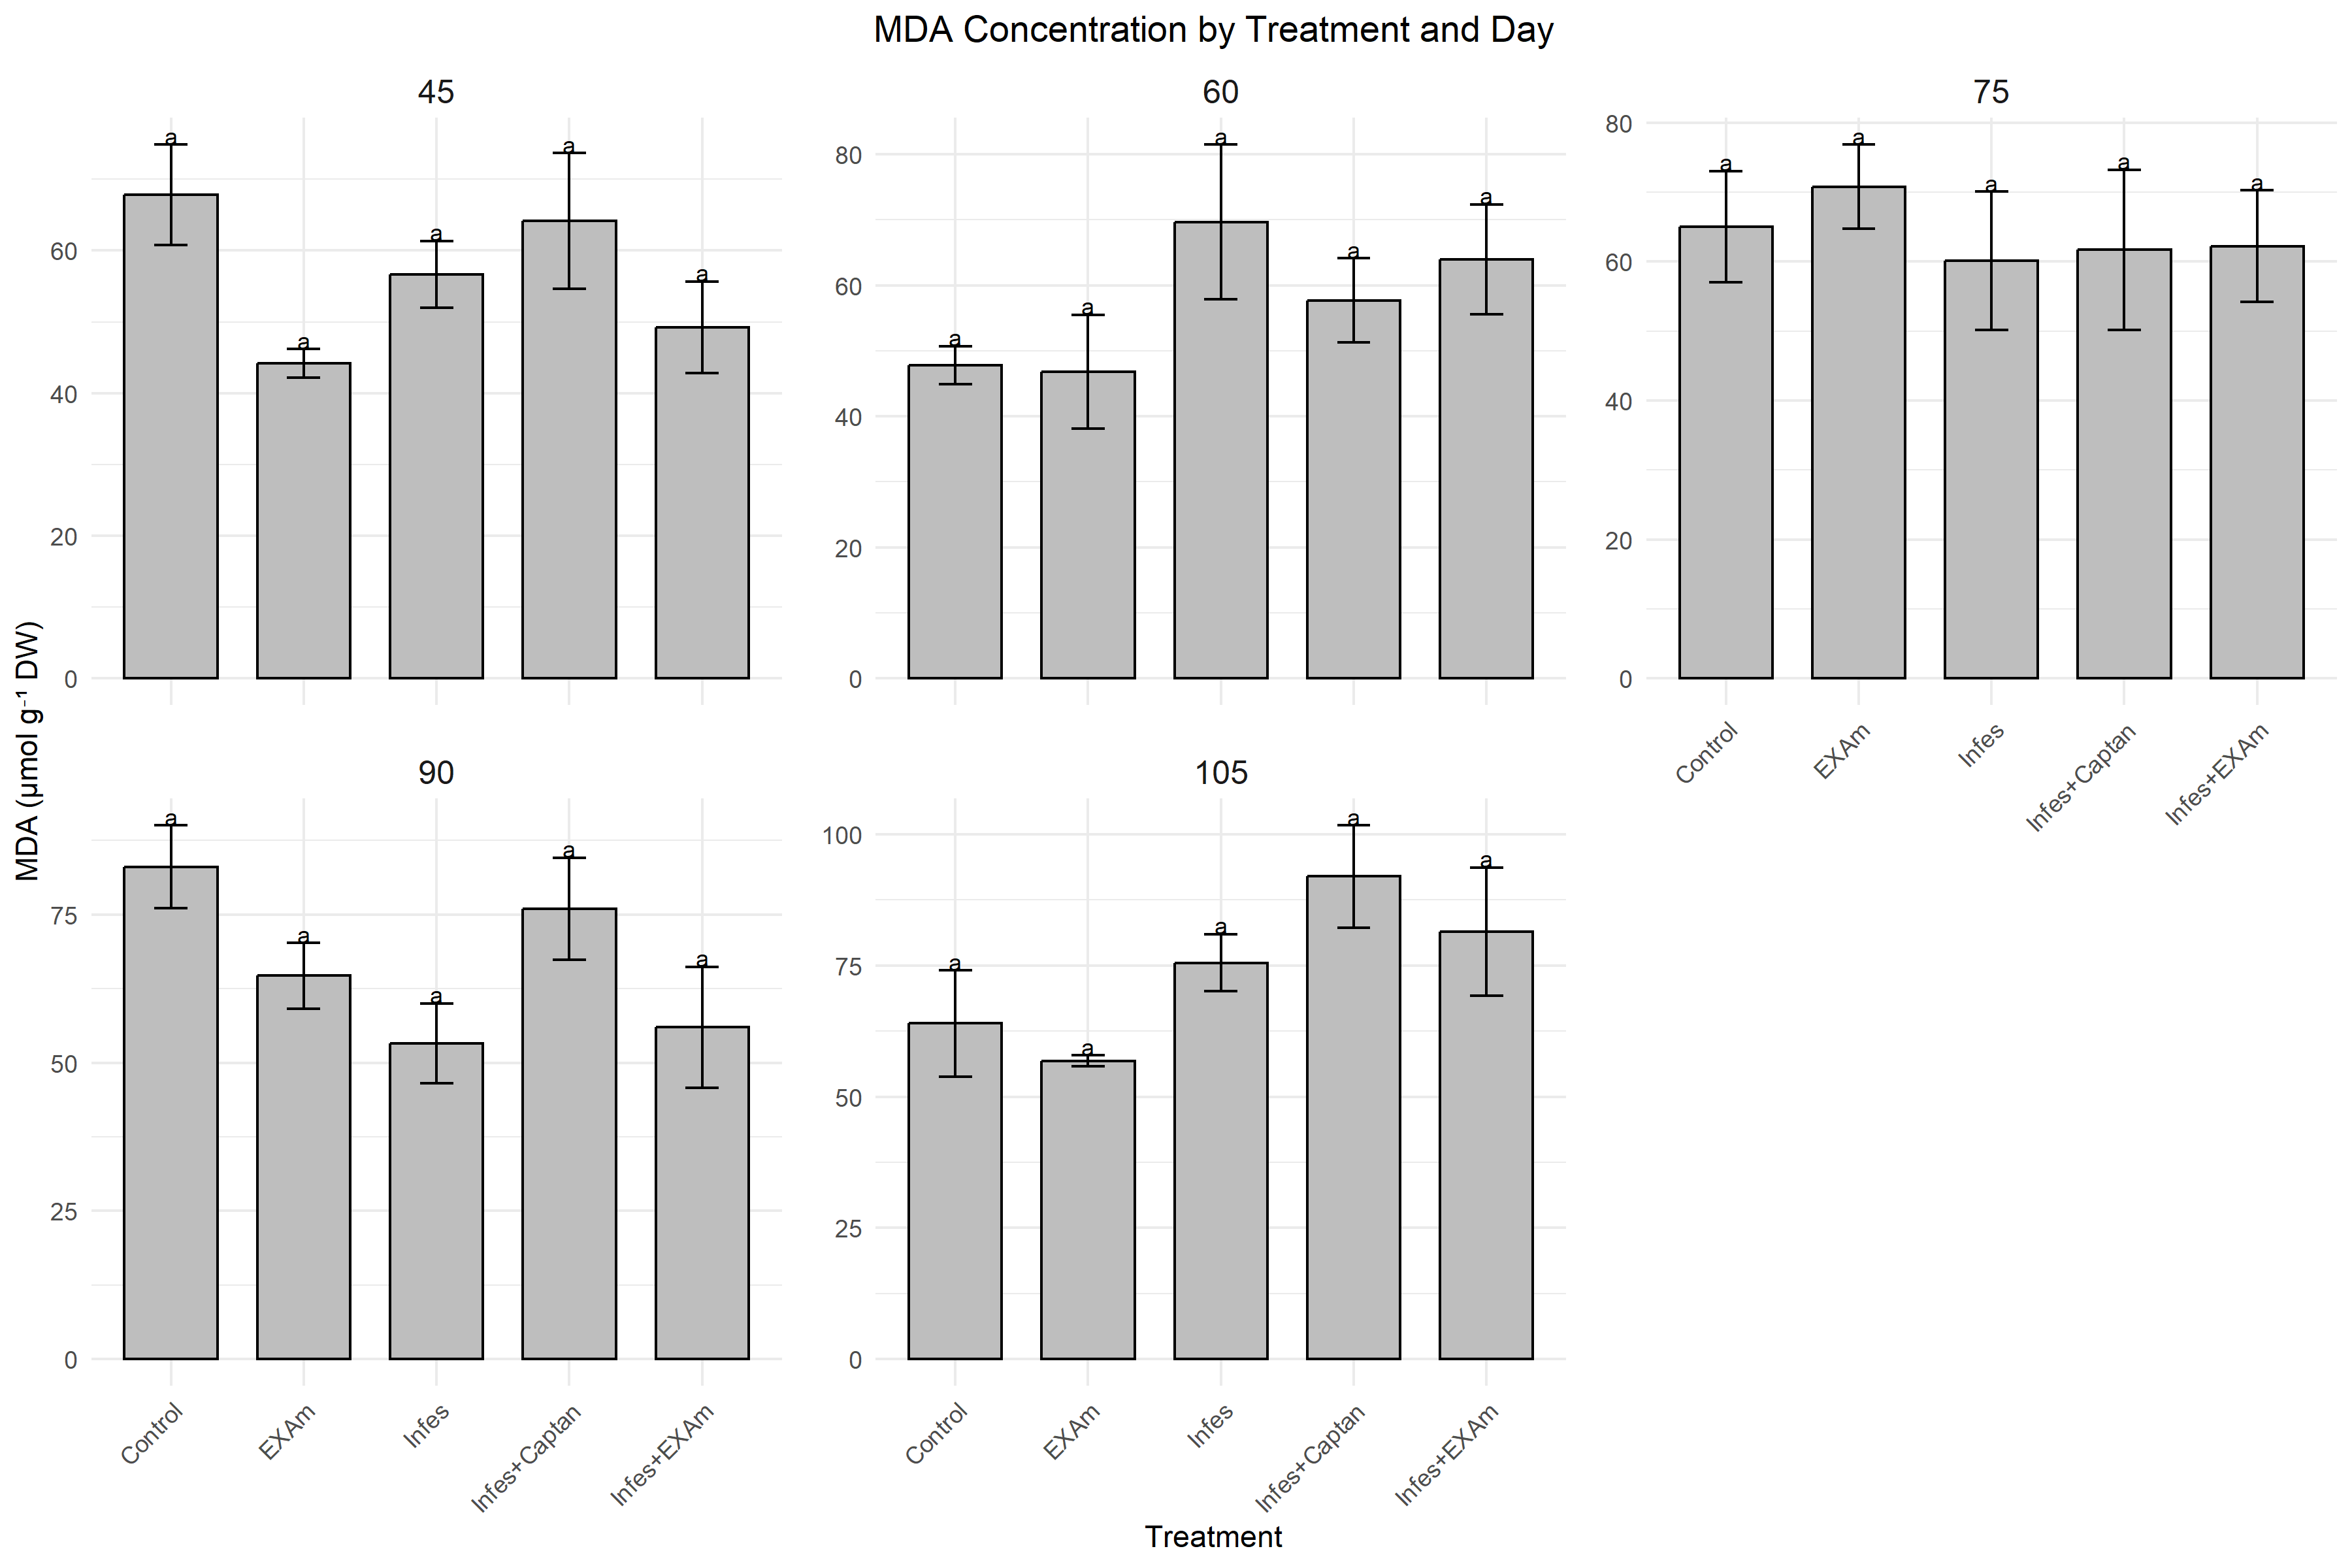 MDA Concentration by Treatment and Day
45
60
75
a
a
a
a
a
60
40
20
0
a
a
a
a
a
80
60
40
20
0
a
a
a
a
a
80
60
40
20
0
Control
EXAm
Infes
Infes+Captan
Infes+EXAm
MDA (µmol g⁻¹ DW)
90
105
a
a
a
a
a
75
50
25
0
Control
EXAm
Infes
Infes+Captan
Infes+EXAm
a
a
a
a
a
100
75
50
25
0
Control
EXAm
Infes
Infes+Captan
Infes+EXAm
Treatment